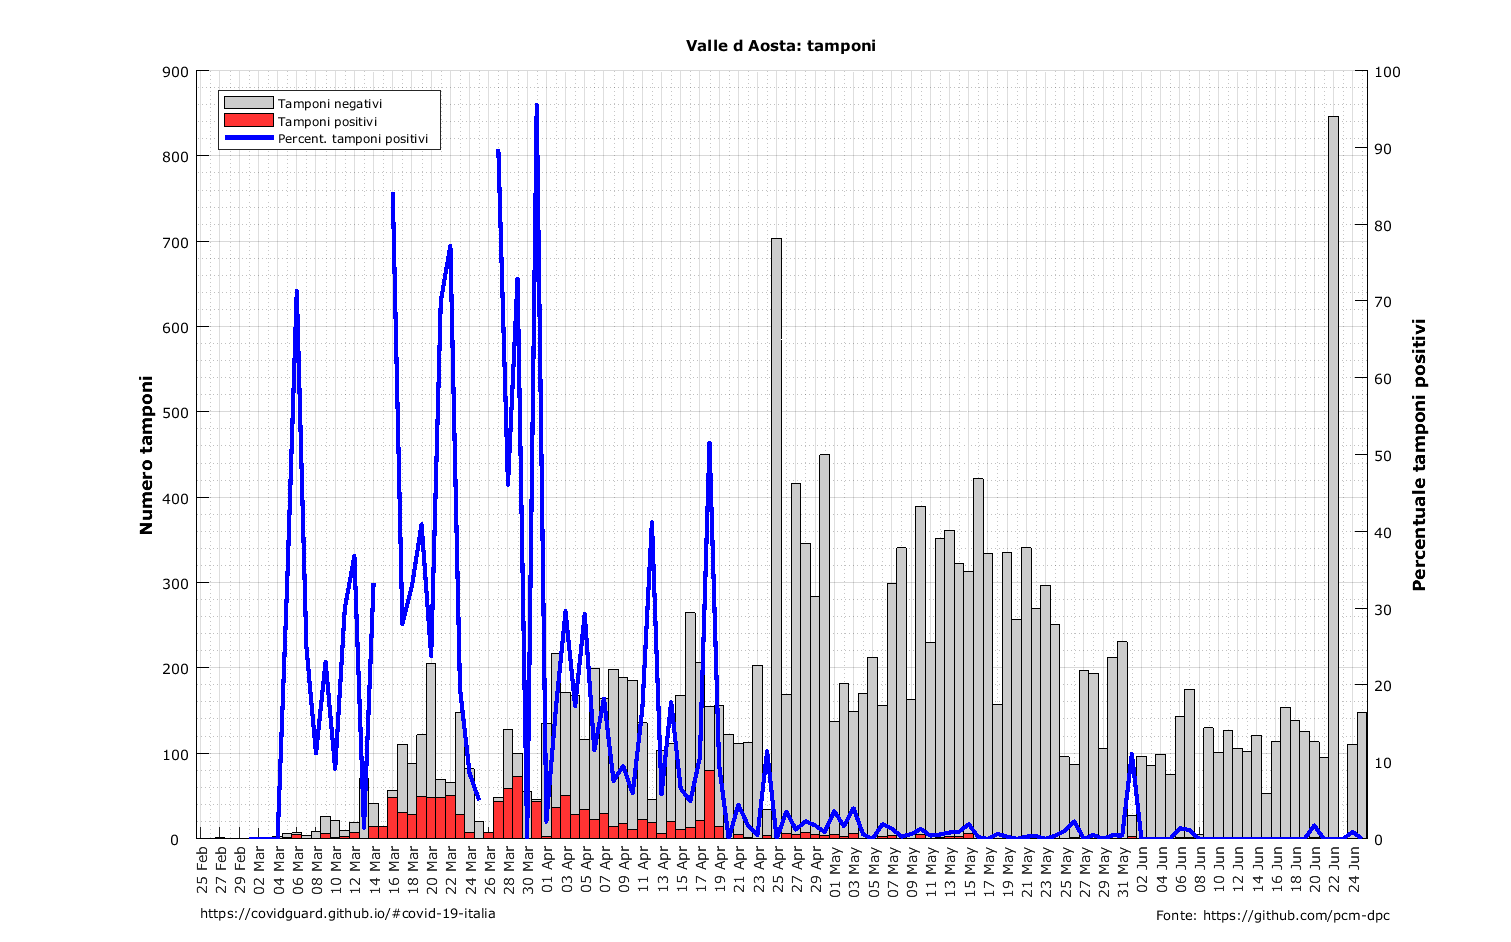 Valle d Aosta: tamponi
Tamponi negativi
Tamponi positivi
Percent. tamponi positivi
Numero tamponi
900
800
700
600
500
400
300
200
100
0
Percentuale tamponi positivi
100
90
80
70
60
50
40
30
20
10
0
25 Feb
27 Feb
29 Feb
02 Mar
04 Mar
06 Mar
08 Mar
10 Mar
12 Mar
14 Mar
16 Mar
18 Mar
20 Mar
22 Mar
24 Mar
26 Mar
28 Mar
30 Mar
01 Apr
03 Apr
05 Apr
07 Apr
09 Apr
11 Apr
13 Apr
15 Apr
17 Apr
19 Apr
21 Apr
23 Apr
25 Apr
27 Apr
29 Apr
01 May
03 May
05 May
07 May
09 May
11 May
13 May
15 May
17 May
19 May
21 May
23 May
25 May
27 May
29 May
31 May
02 Jun
04 Jun
06 Jun
08 Jun
10 Jun
12 Jun
14 Jun
16 Jun
18 Jun
20 Jun
22 Jun
24 Jun
https://covidguard.github.io/#covid-19-italia
Fonte: https://github.com/pcm-dpc